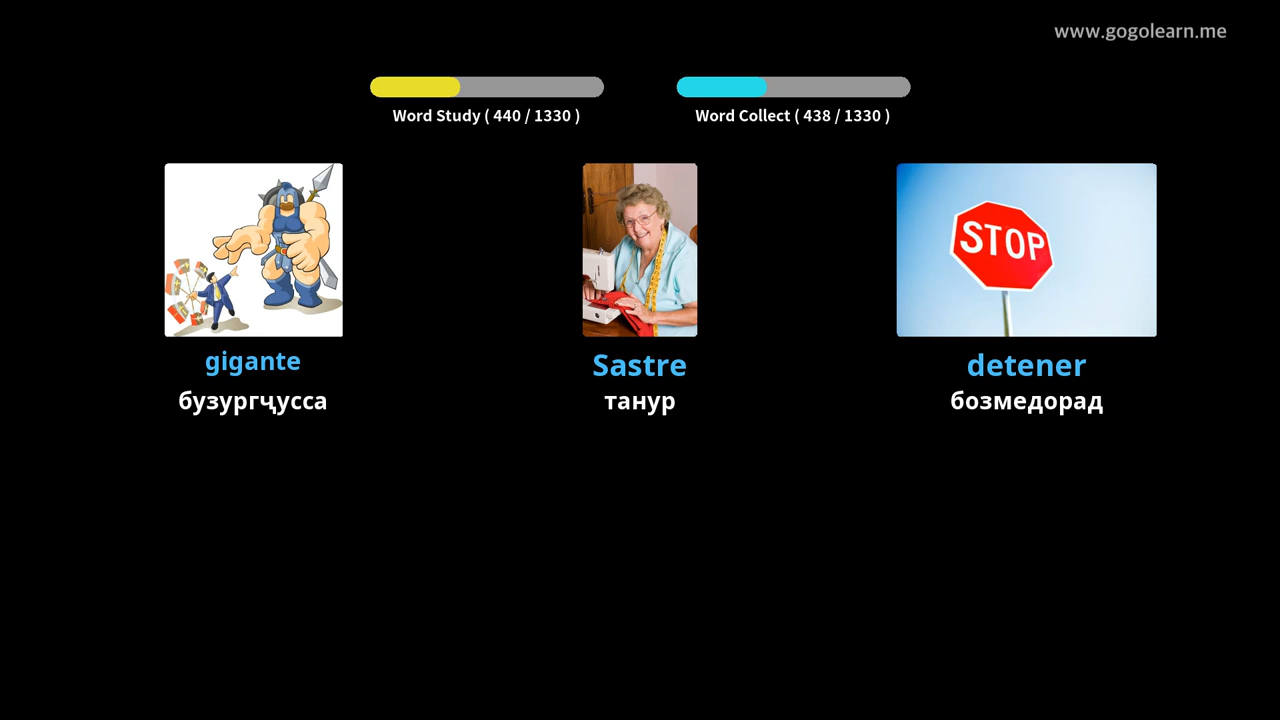 www.gogolearn.me
Word Study ( 440 / 1330 )
Word Collect ( 438 / 1330 )
STOP
gigante
Sastre
detener
бузургҷусса
танур
бозмедорад